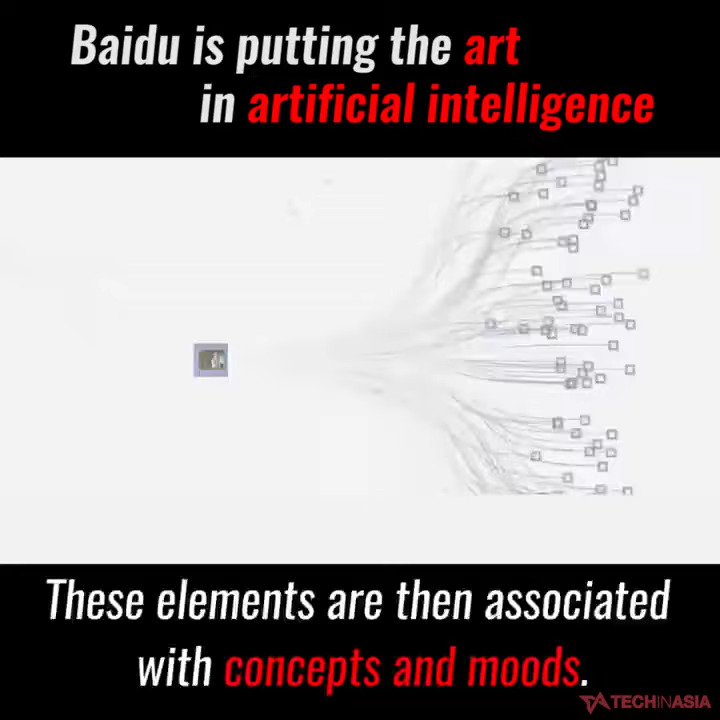 Baidu is putting the art
in artificial intelligence
These elements are then associated
with concepts and moods.
TECHINASIA